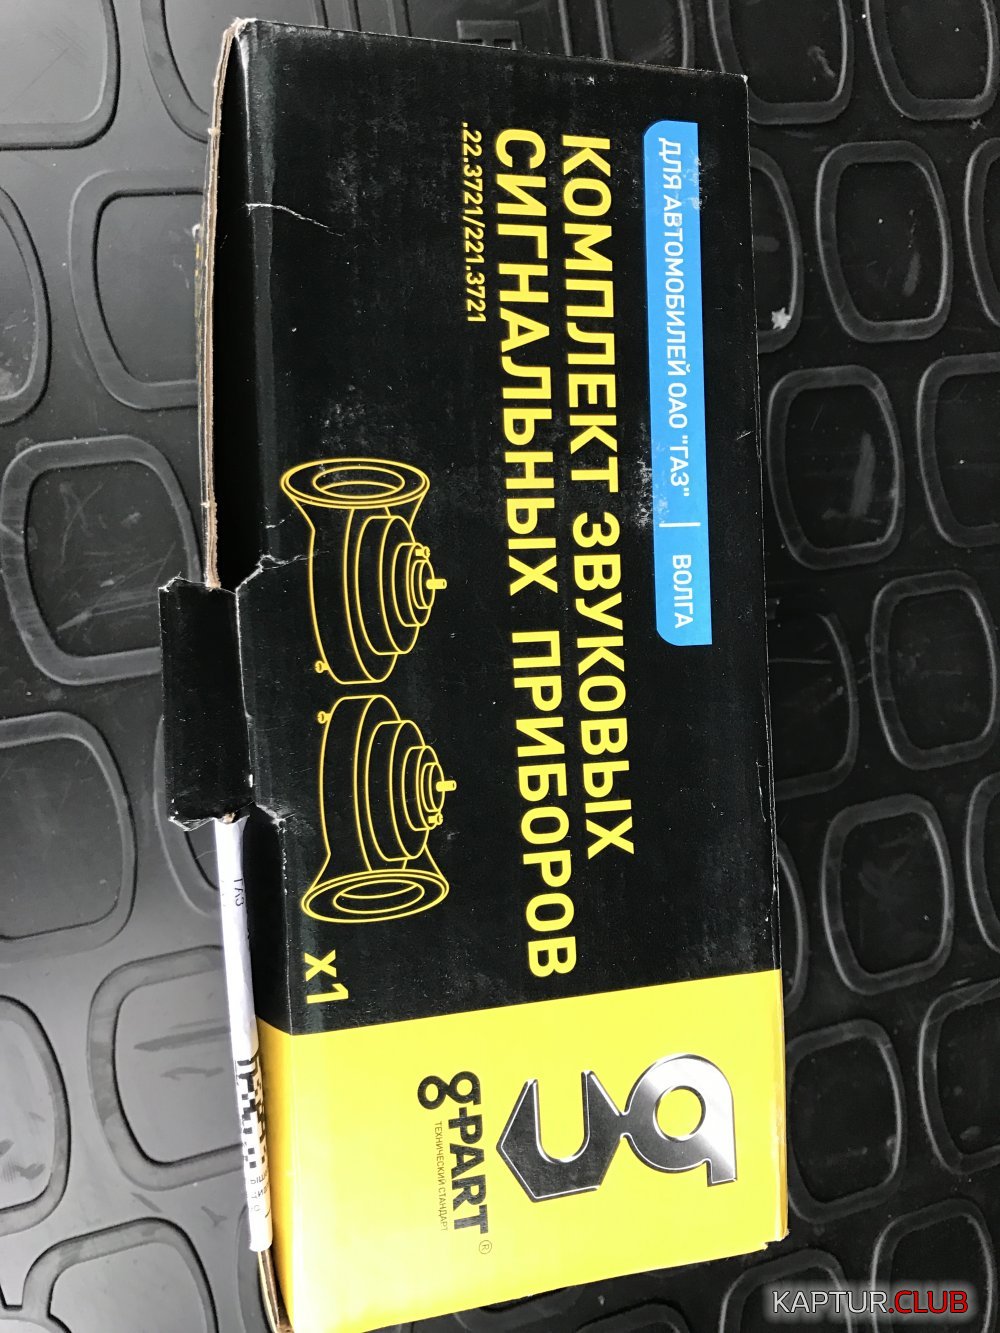 ДЛЯ АВТОМОБИЛЕЙ ОАО "ГАЗ" | ВОЛГА
КОМПЛЕКТ ЗВУКОВЫХ
СИГНАЛЬНЫХ ПРИБОРОВ
.22.3721/221.3721
x1
g-PART®
ТЕХНИЧЕСКИЙ СТАНДАРТ
ГАЗ
KAPTUR.CLUB